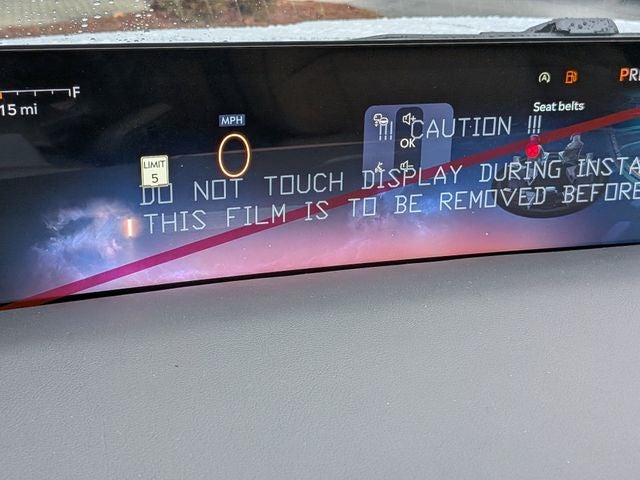 F
15 mi
PR
Seat belts
MPH
0
OK
!!! CAUTION !!!
LIMIT
5
DO NOT TOUCH DISPLAY DURING INSTA
THIS FILM IS TO BE REMOVED BEFORE